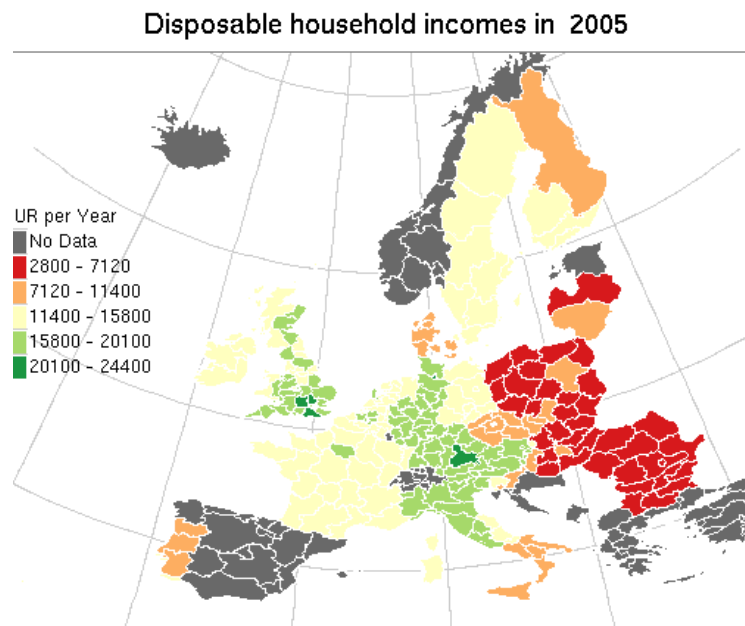 Disposable household incomes in 2005
UR per Year
No Data
2800 - 7120
7120 - 11400
11400 - 15800
15800 - 20100
20100 - 24400